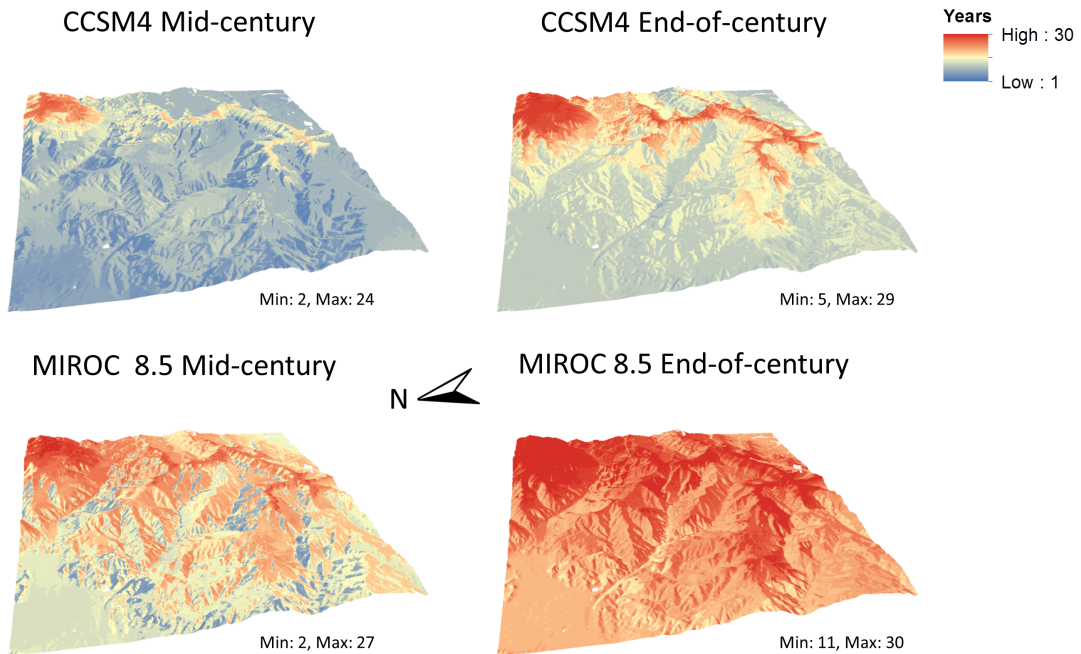 CCSM4 Mid-century
CCSM4 End-of-century
Years
High : 30
Low : 1
Min: 2, Max: 24
Min: 5, Max: 29
MIROC  8.5 Mid-century
MIROC 8.5 End-of-century
N
Min: 2, Max: 27
Min: 11, Max: 30